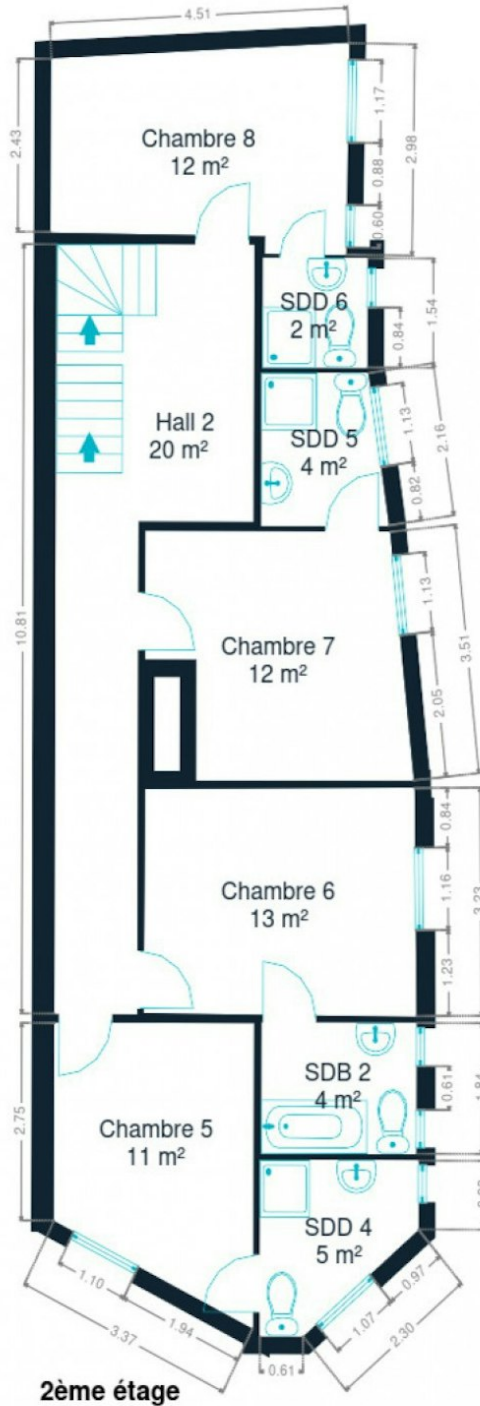 4.51
2.43
1.17
2.98
0.88
0.60
Chambre 8
12 m²
SDD 6
2 m²
1.54
0.84
Hall 2
20 m²
SDD 5
4 m²
1.13
2.16
0.82
10.81
Chambre 7
12 m²
1.13
3.51
2.05
0.84
Chambre 6
13 m²
1.16
3.23
1.23
2.75
SDB 2
4 m²
0.61
1.84
Chambre 5
11 m²
SDD 4
5 m²
1.10
1.94
3.37
0.61
1.07
0.97
2.30
2ème étage